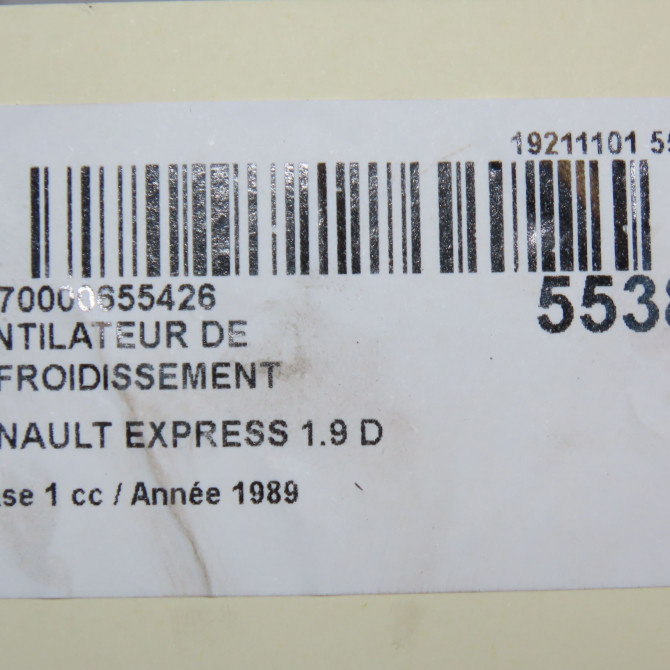 19211101 55
70000655426
5538
NTILATEUR DE
FROIDISSEMENT
NAULT EXPRESS 1.9 D
se 1 cc / Année 1989